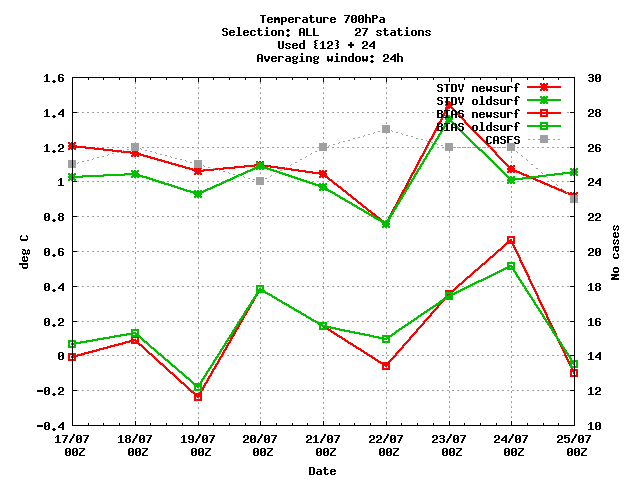 Temperature 700hPa
Selection: ALL 27 stations
Used {12} + 24
Averaging window: 24h
STDV newsurf
STDV oldsurf
BIAS newsurf
BIAS oldsurf
CASES
1.6
1.4
1.2
1
0.8
0.6
0.4
0.2
0
-0.2
-0.4
deg C
30
28
26
24
22
20
18
16
14
12
10
No cases
17/07 18/07 19/07 20/07 21/07 22/07 23/07 24/07 25/07
00Z 00Z 00Z 00Z 00Z 00Z 00Z 00Z 00Z
Date